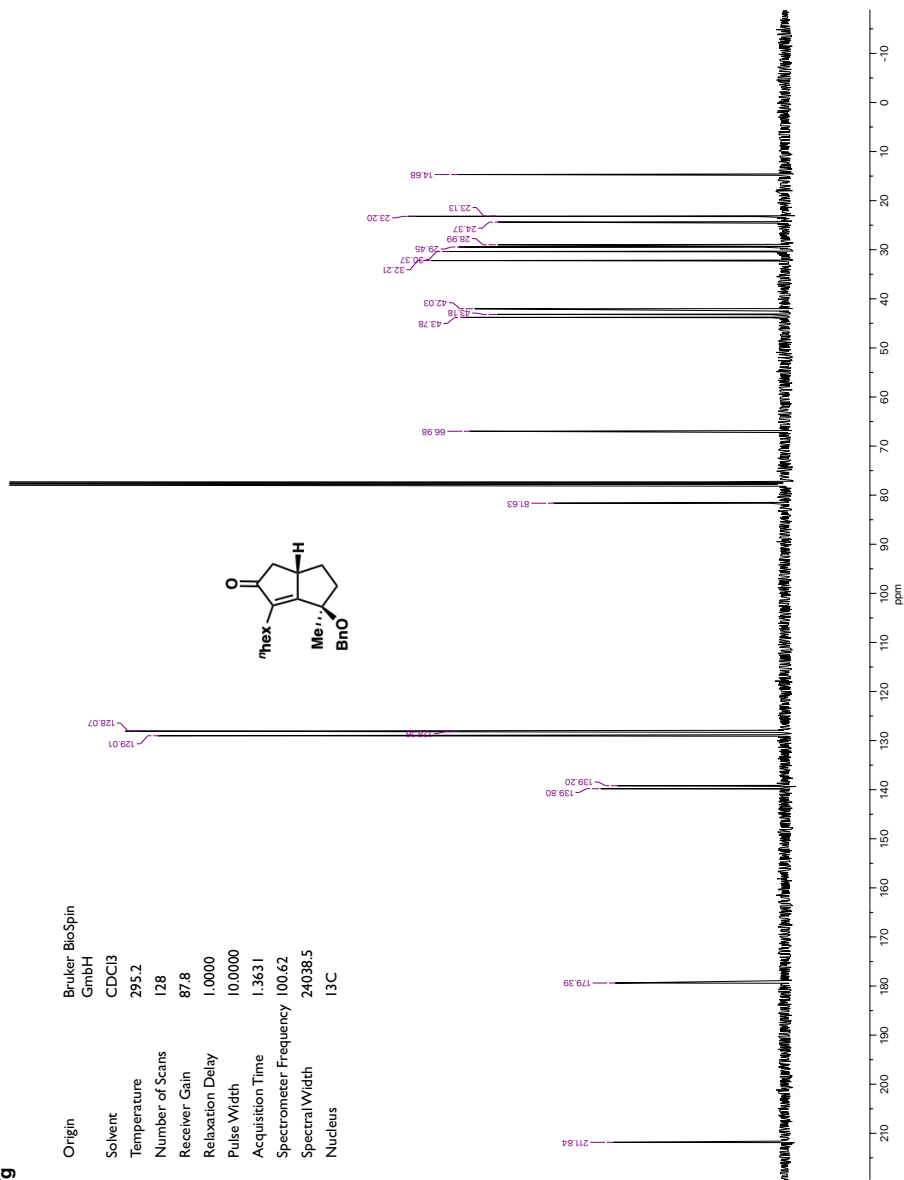 g
Origin Bruker BioSpin
GmbH
Solvent CDCl3
Temperature 295.2
Number of Scans 128
Receiver Gain 87.8
Relaxation Delay 1.0000
Pulse Width 10.0000
Acquisition Time 1.3631
Spectrometer Frequency 100.62
Spectral Width 24038.5
Nucleus 13C
O
H
nhex
Me
BnO
211.84
179.39
139.80
139.20
129.01
128.07
81.63
66.98
43.78
43.18
42.03
32.21
30.37
29.45
28.99
24.37
23.20
23.13
14.68
210 200 190 180 170 160 150 140 130 120 110 100 90 80 70 60 50 40 30 20 10 0 -10
ppm